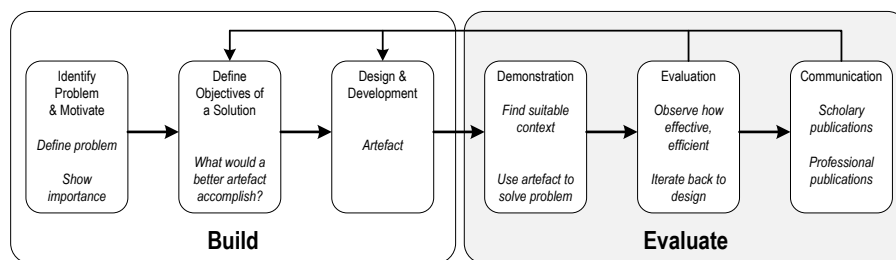 Identify
Problem
& Motivate
Define problem
Show
importance
Define
Objectives of
a Solution
What would a
better artefact
accomplish?
Design &
Development
Artefact
Demonstration
Find suitable
context
Use artefact to
solve problem
Evaluation
Observe how
effective,
efficient
Iterate back to
design
Communication
Scholary
publications
Professional
publications
Build
Evaluate